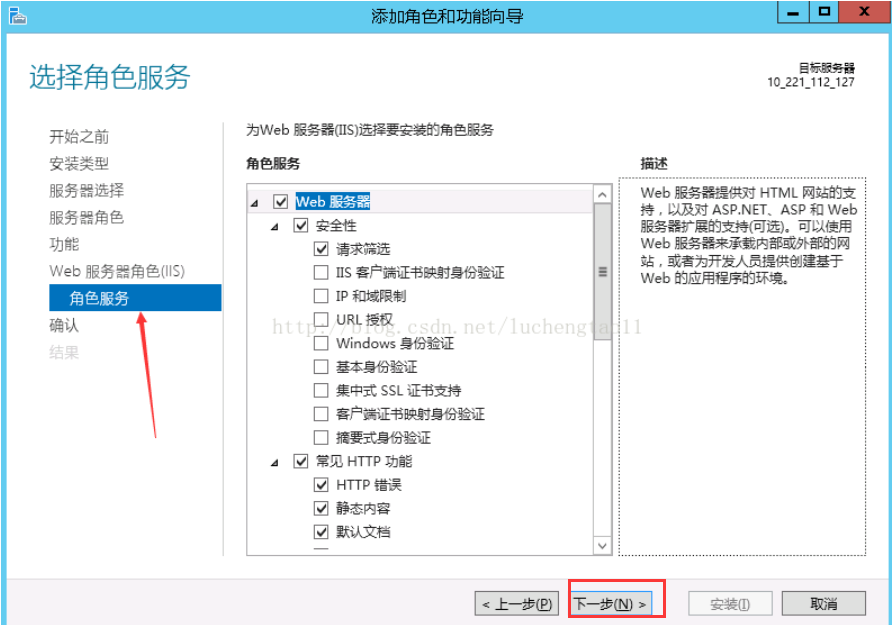 添加角色和功能向导
选择角色服务
目标服务器
10_221_112_127
开始之前
安装类型
服务器选择
服务器角色
功能
Web 服务器角色(IIS)
角色服务
确认
结果
为Web 服务器(IIS)选择要安装的角色服务
角色服务
Web 服务器
安全性
请求筛选
IIS 客户端证书映射身份验证
IP 和域限制
URL 授权
Windows 身份验证
基本身份验证
集中式 SSL 证书支持
客户端证书映射身份验证
摘要式身份验证
常见 HTTP 功能
HTTP 错误
静态内容
默认文档
描述
Web 服务器提供对 HTML 网站的支
持，以及对 ASP.NET、ASP 和 Web
服务器扩展的支持(可选)。可以使用
Web 服务器来承载内部或外部的网
站，或者为开发人员提供创建基于
Web 的应用程序的环境。
< 上一步(P)
下一步(N) >
安装(I)
取消